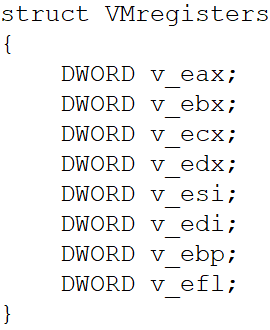 struct VMregisters
{
    DWORD v_eax;
    DWORD v_ebx;
    DWORD v_ecx;
    DWORD v_edx;
    DWORD v_esi;
    DWORD v_edi;
    DWORD v_ebp;
    DWORD v_efl;
}